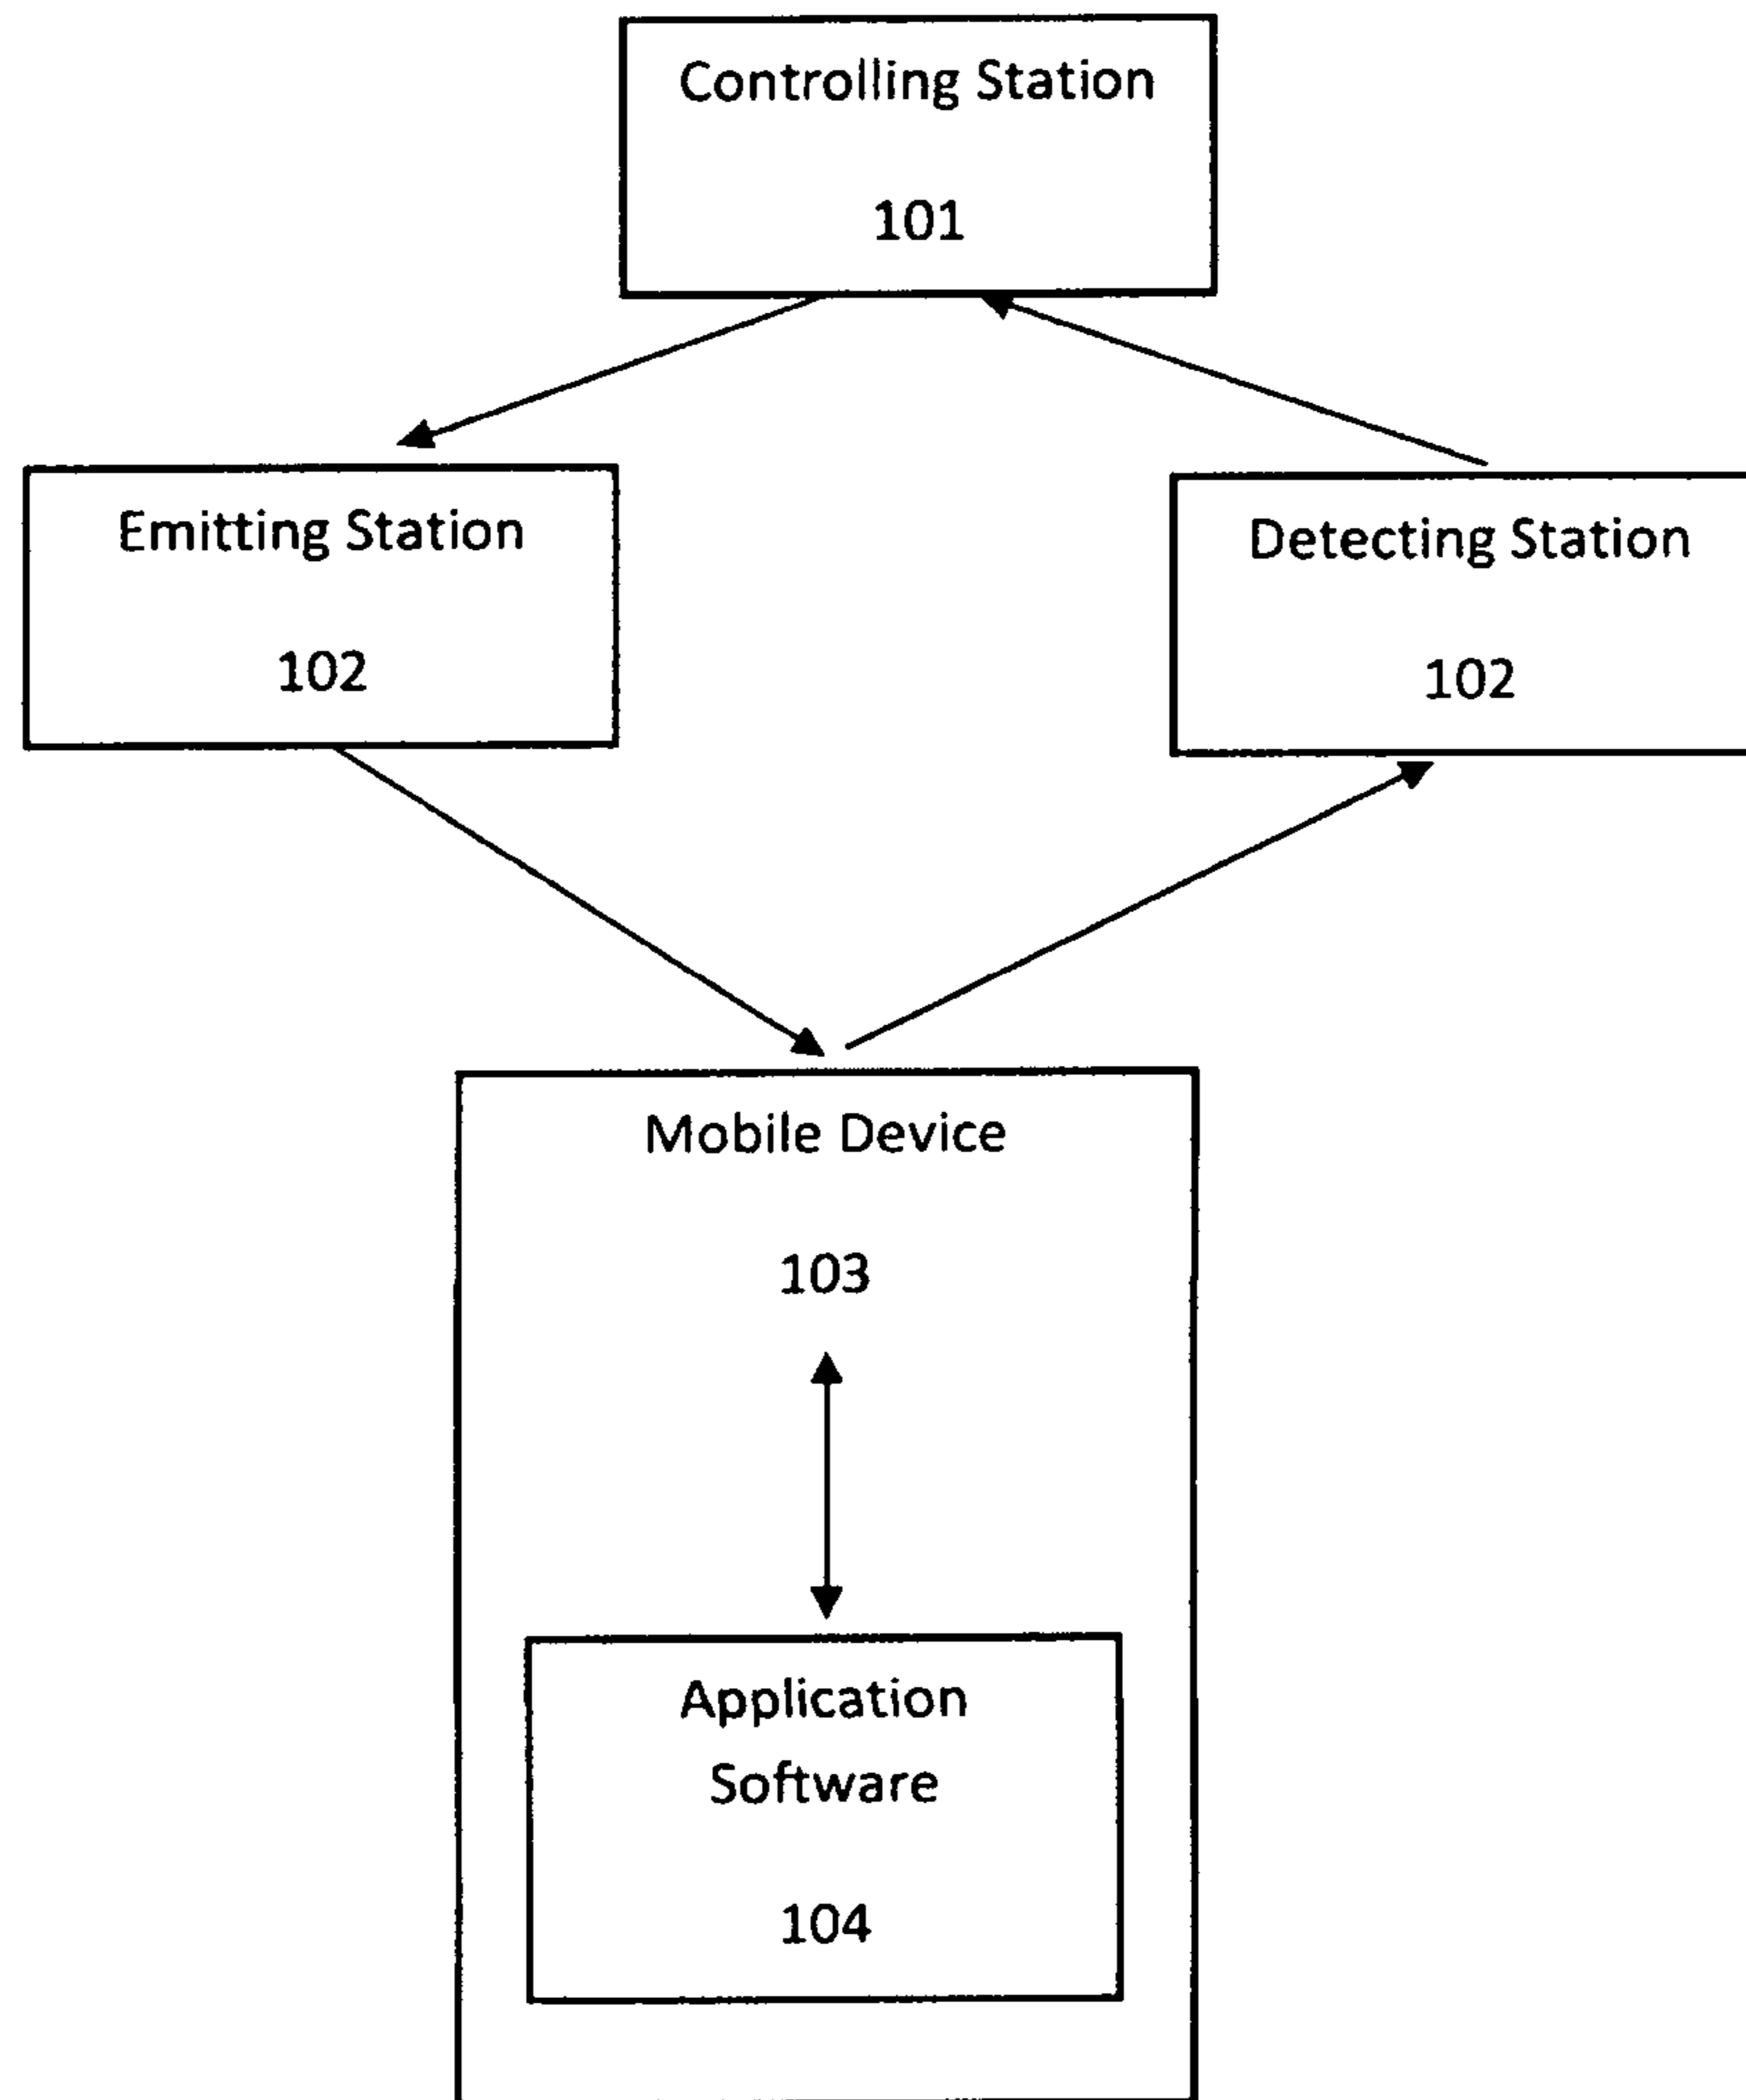 Controlling Station
101
Emitting Station
102
Detecting Station
102
Mobile Device
103
Application
Software
104